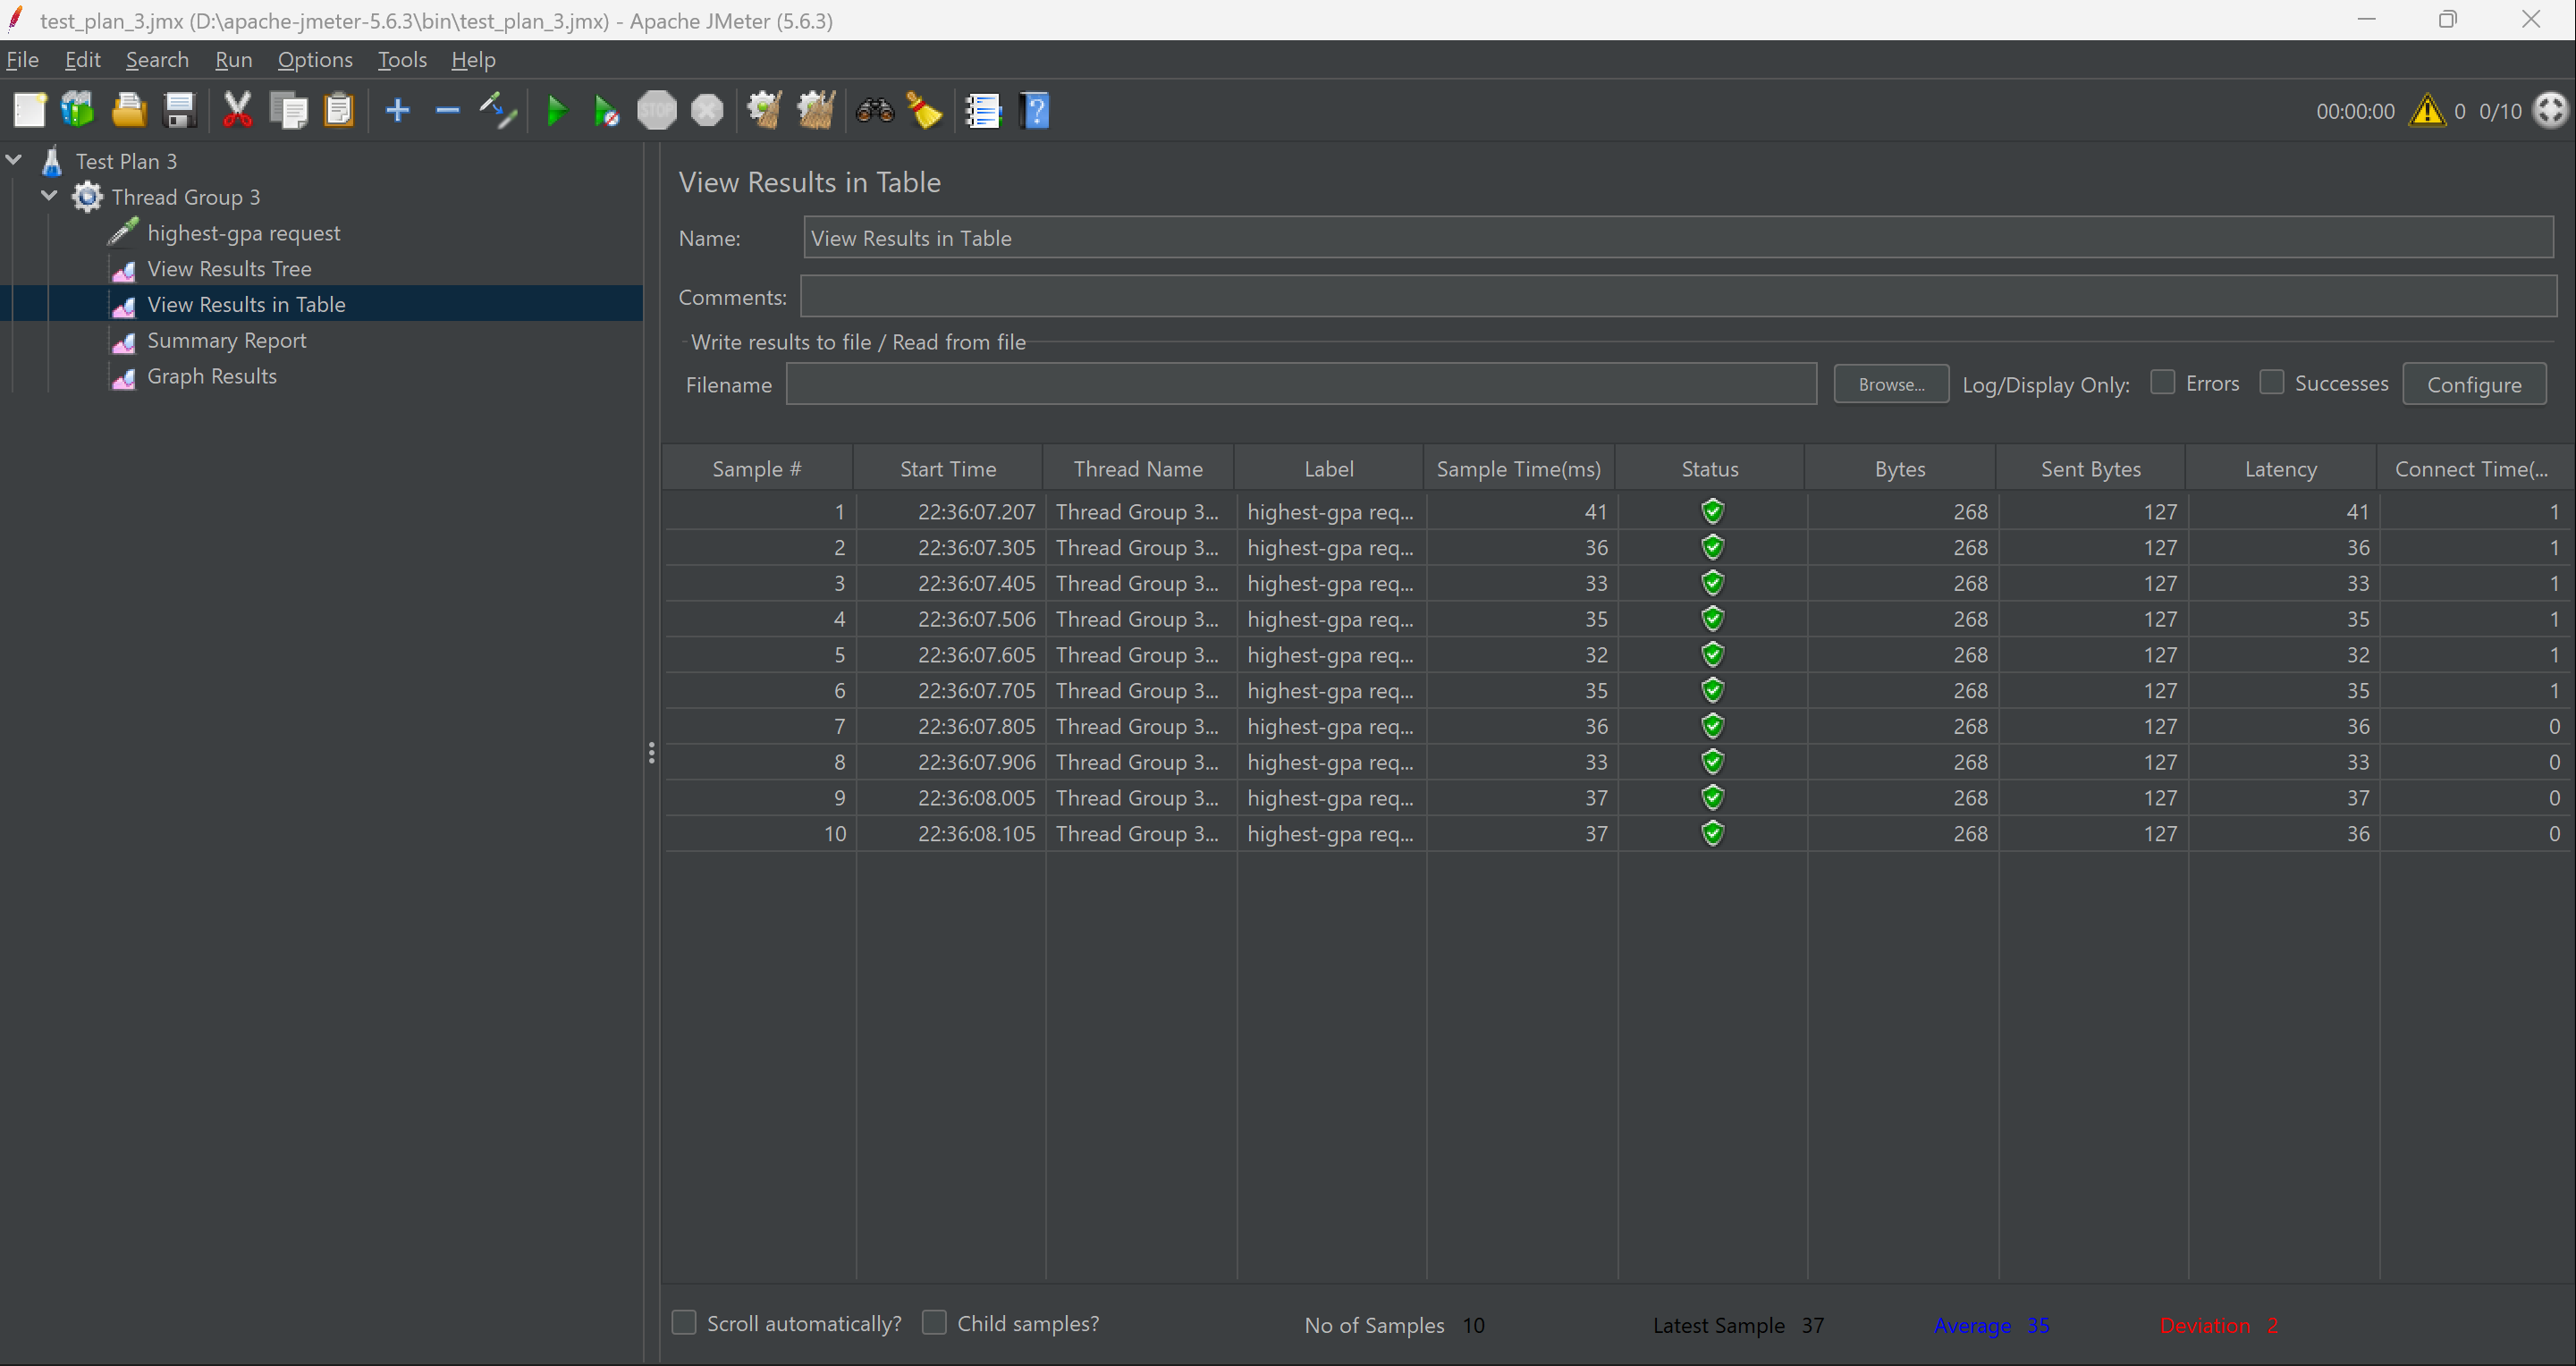 test_plan_3.jmx (D:\apache-jmeter-5.6.3\bin\test_plan_3.jmx) - Apache JMeter (5.6.3)
File Edit Search Run Options Tools Help
STOP
00:00:00 0 0/10
Test Plan 3
Thread Group 3
highest-gpa request
View Results Tree
View Results in Table
Summary Report
Graph Results
View Results in Table
Name: View Results in Table
Comments:
Write results to file / Read from file
Filename Browse... Log/Display Only: Errors Successes Configure
Sample # Start Time Thread Name Label Sample Time(ms) Status Bytes Sent Bytes Latency Connect Time(...
1 22:36:07.207 Thread Group 3... highest-gpa req... 41 268 127 41 1
2 22:36:07.305 Thread Group 3... highest-gpa req... 36 268 127 36 1
3 22:36:07.405 Thread Group 3... highest-gpa req... 33 268 127 33 1
4 22:36:07.506 Thread Group 3... highest-gpa req... 35 268 127 35 1
5 22:36:07.605 Thread Group 3... highest-gpa req... 32 268 127 32 1
6 22:36:07.705 Thread Group 3... highest-gpa req... 35 268 127 35 1
7 22:36:07.805 Thread Group 3... highest-gpa req... 36 268 127 36 0
8 22:36:07.906 Thread Group 3... highest-gpa req... 33 268 127 33 0
9 22:36:08.005 Thread Group 3... highest-gpa req... 37 268 127 37 0
10 22:36:08.105 Thread Group 3... highest-gpa req... 37 268 127 36 0
Scroll automatically? Child samples? No of Samples 10 Latest Sample 37 Average 35 Deviation 2